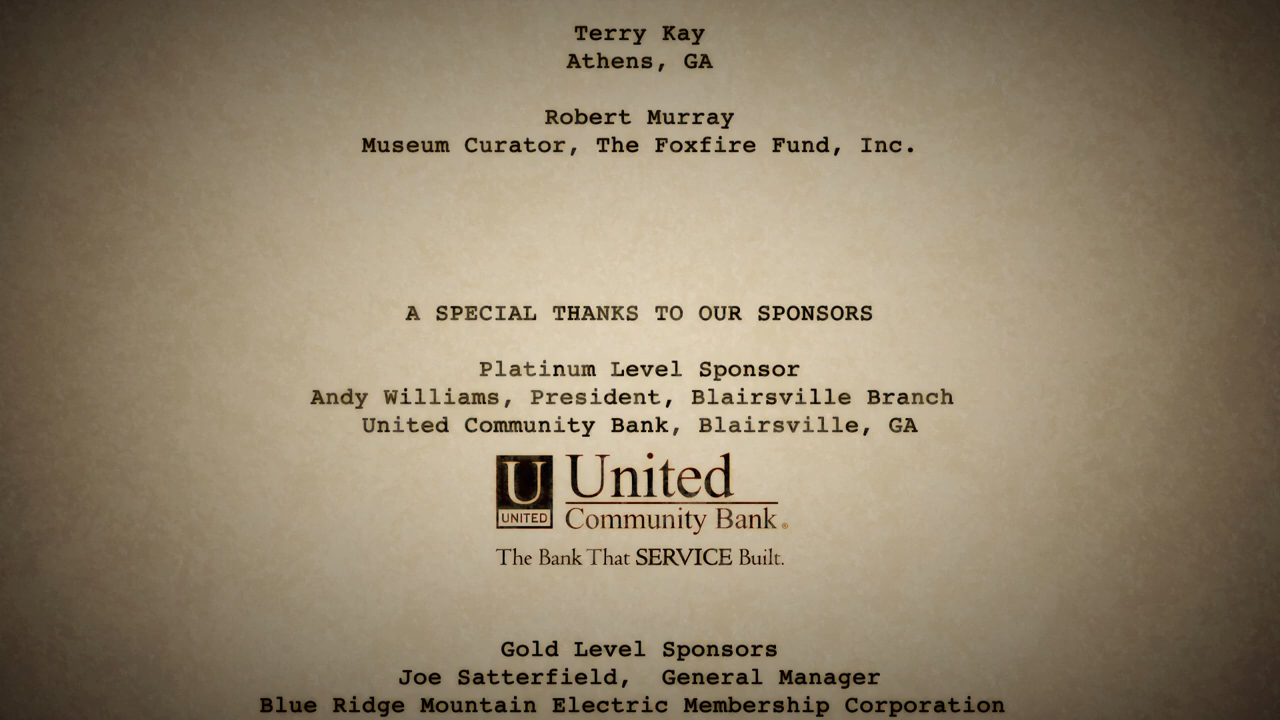 Terry Kay
Athens, GA
Robert Murray
Museum Curator, The Foxfire Fund, Inc.
A SPECIAL THANKS TO OUR SPONSORS
Platinum Level Sponsor
Andy Williams, President, Blairsville Branch
United Community Bank, Blairsville, GA
U United
UNITED Community Bank®
The Bank That SERVICE Built.
Gold Level Sponsors
Joe Satterfield,  General Manager
Blue Ridge Mountain Electric Membership Corporation